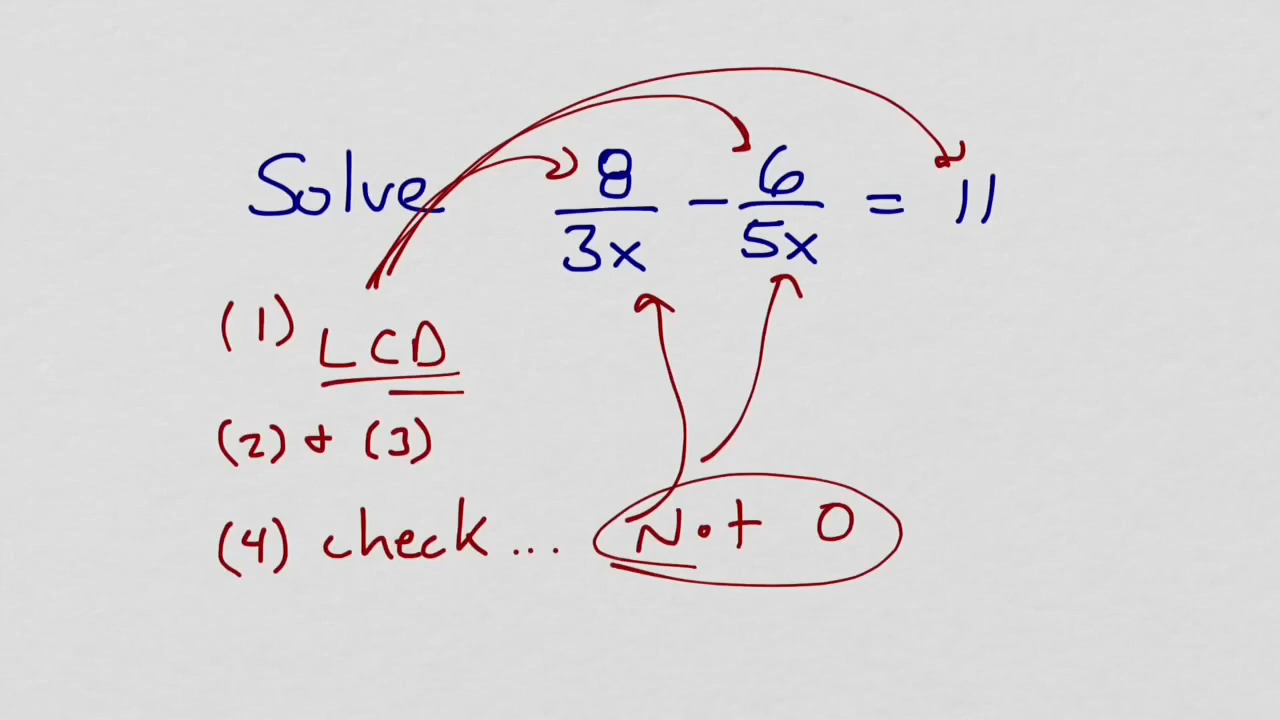 Solve 8/3x - 6/5x = 11
(1) LCD
(2) + (3)
(4) check... Not 0